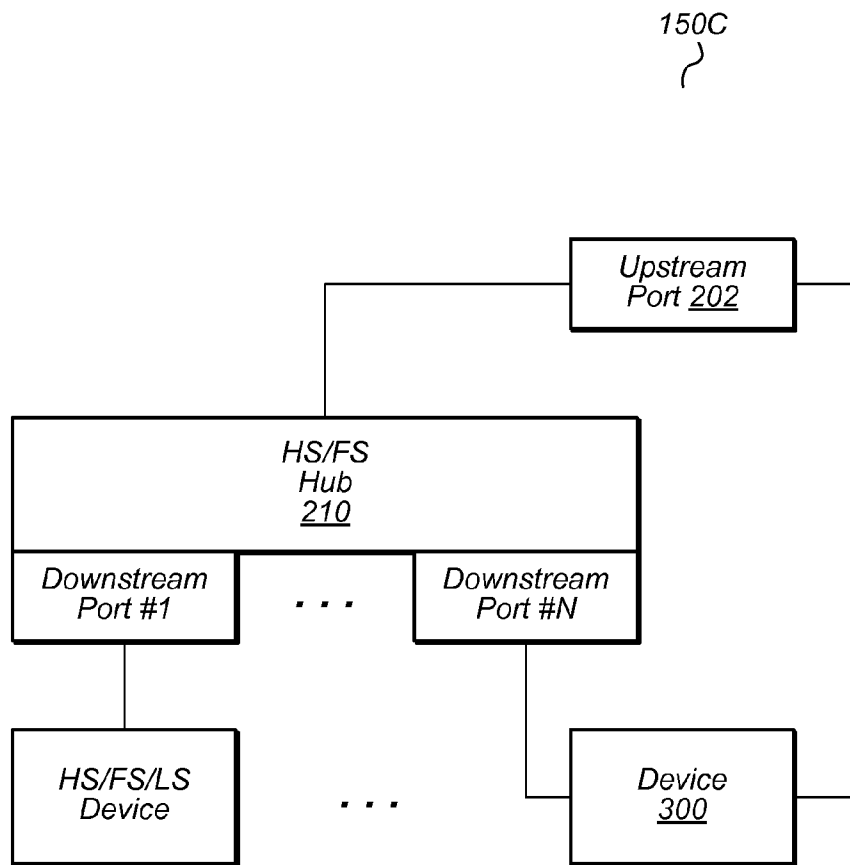 150C
Upstream
Port 202
HS/FS
Hub
210
Downstream
Port #1
. . .
Downstream
Port #N
HS/FS/LS
Device
. . .
Device
300